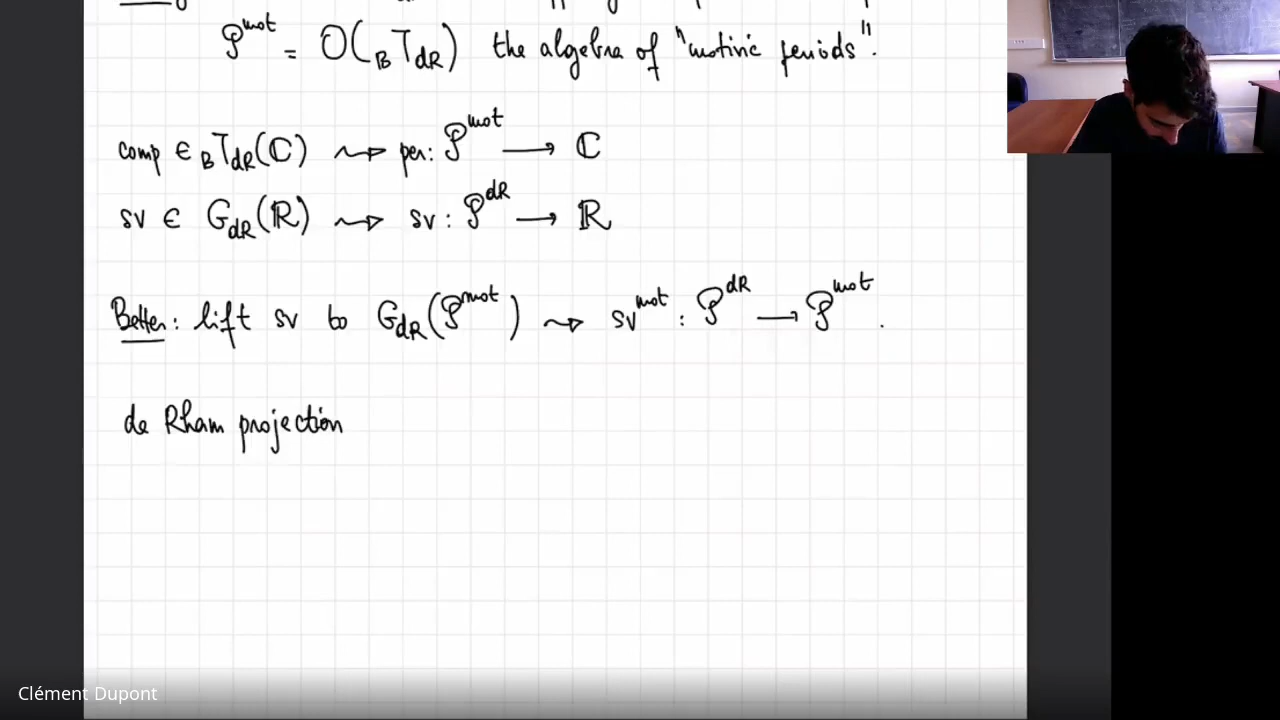 𝒫^mot = O(_B T_dR) the algebra of "motivic periods".
comp ∈ _B T_dR(ℂ) ⇝ per: 𝒫^mot ⟶ ℂ
sv ∈ G_dR(ℝ) ⇝ sv: 𝒫^dR ⟶ ℝ
Better: lift sv to G_dR(𝒫^mot) ⇝ sv^mot: 𝒫^dR ⟶ 𝒫^mot.
de Rham projection
Clément Dupont